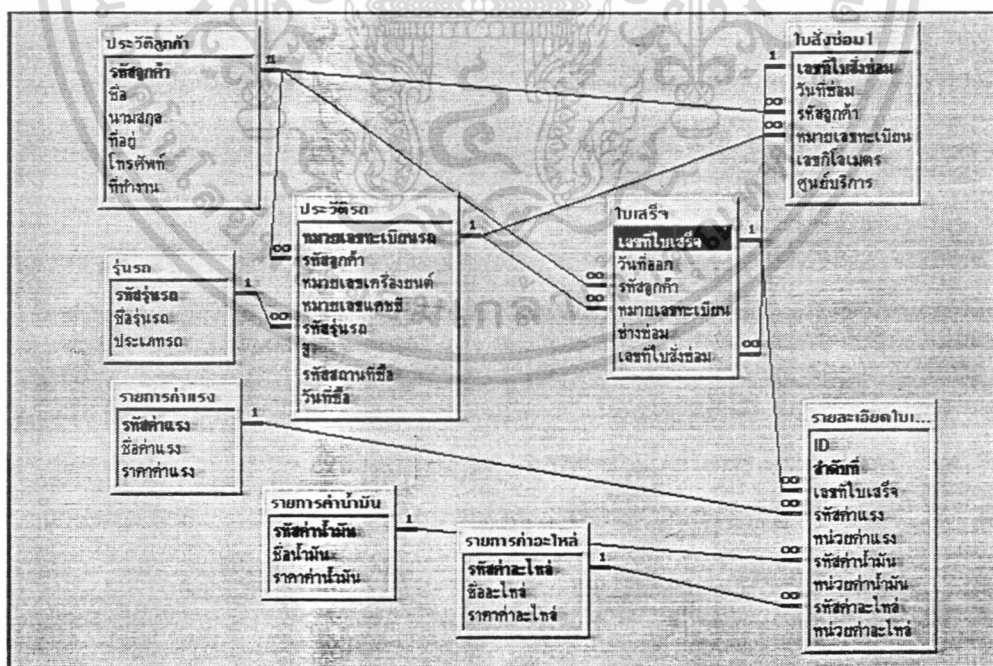 ประวัติลูกค้า
รหัสลูกค้า
ชื่อ
นามสกุล
ที่อยู่
โทรศัพท์
ที่ทำงาน
ใบสั่งซ่อม1
เลขที่ใบสั่งซ่อม
วันที่ซ่อม
รหัสลูกค้า
หมายเลขทะเบียน
เลขกิโลเมตร
ศูนย์บริการ
ประวัติรถ
หมายเลขทะเบียนรถ
รหัสลูกค้า
หมายเลขเครื่องยนต์
หมายเลขแคชซี
รหัสรุ่นรถ
สี
รหัสสถานที่ซื้อ
วันที่ซื้อ
ใบเสร็จ
เลขที่ใบเสร็จ
วันที่ออก
รหัสลูกค้า
หมายเลขทะเบียน
ช่างซ่อม
เลขที่ใบสั่งซ่อม
รุ่นรถ
รหัสรุ่นรถ
ชื่อรุ่นรถ
ประเภทรถ
รายการค่าแรง
รหัสค่าแรง
ชื่อค่าแรง
ราคาค่าแรง
รายการค่าน้ำมัน
รหัสค่าน้ำมัน
ชื่อน้ำมัน
ราคาค่าน้ำมัน
รายการค่าอะไหล่
รหัสค่าอะไหล่
ชื่ออะไหล่
ราคาค่าอะไหล่
รายละเอียดใบเ...
ID
ลำดับที่
เลขที่ใบเสร็จ
รหัสค่าแรง
หน่วยค่าแรง
รหัสค่าน้ำมัน
หน่วยค่าน้ำมัน
รหัสค่าอะไหล่
หน่วยค่าอะไหล่